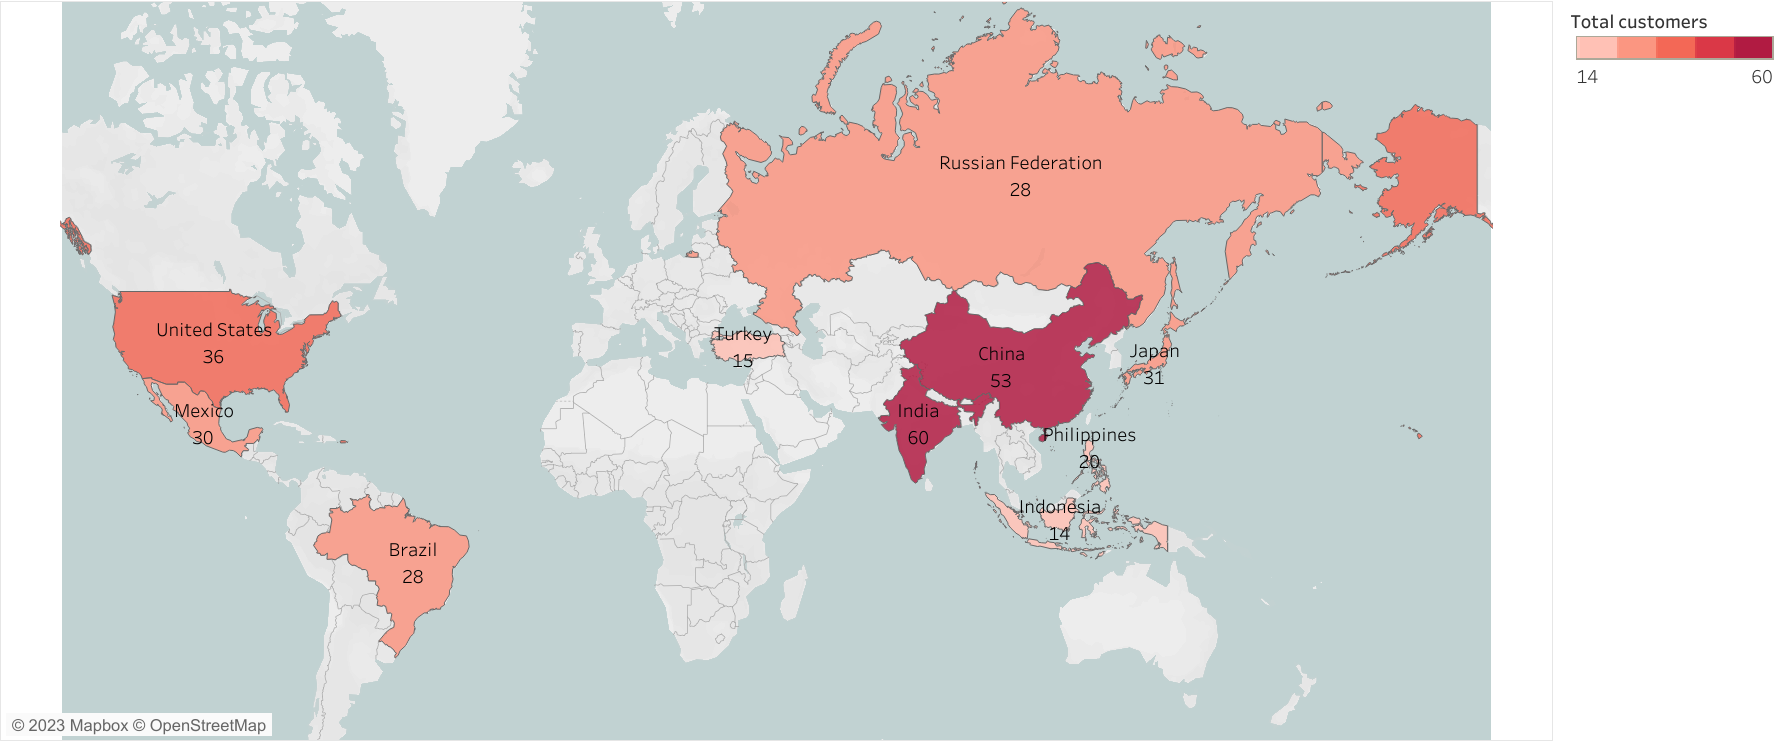 Total customers
14 60
Russian Federation
28
United States
36
Turkey
15
China
53
Japan
31
Mexico
30
India
60
Philippines
20
Indonesia
14
Brazil
28
© 2023 Mapbox © OpenStreetMap